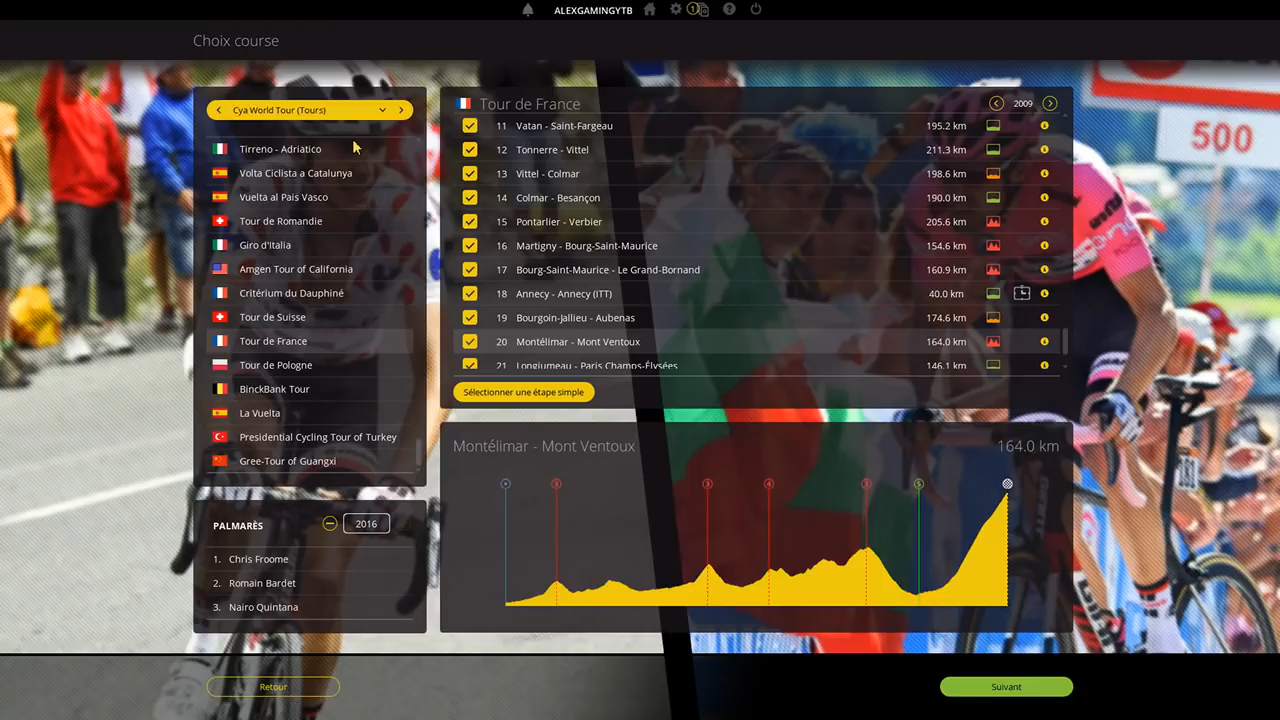 ALEXGAMINGYTB
1
Choix course
Cya World Tour (Tours)
Tirreno - Adriatico
Volta Ciclista a Catalunya
Vuelta al Pais Vasco
Tour de Romandie
Giro d'Italia
Amgen Tour of California
Critérium du Dauphiné
Tour de Suisse
Tour de France
Tour de Pologne
BinckBank Tour
La Vuelta
Presidential Cycling Tour of Turkey
Gree-Tour of Guangxi
PALMARÈS 2016
1. Chris Froome
2. Romain Bardet
3. Nairo Quintana
Tour de France 2009
11 Vatan - Saint-Fargeau 195.2 km
12 Tonnerre - Vittel 211.3 km
13 Vittel - Colmar 198.6 km
14 Colmar - Besançon 190.0 km
15 Pontarlier - Verbier 205.6 km
16 Martigny - Bourg-Saint-Maurice 154.6 km
17 Bourg-Saint-Maurice - Le Grand-Bornand 160.9 km
18 Annecy - Annecy (ITT) 40.0 km
19 Bourgoin-Jallieu - Aubenas 174.6 km
20 Montélimar - Mont Ventoux 164.0 km
21 Longjumeau - Paris Champs-Élysées 146.1 km
Sélectionner une étape simple
Montélimar - Mont Ventoux 164.0 km
500
Retour
Suivant